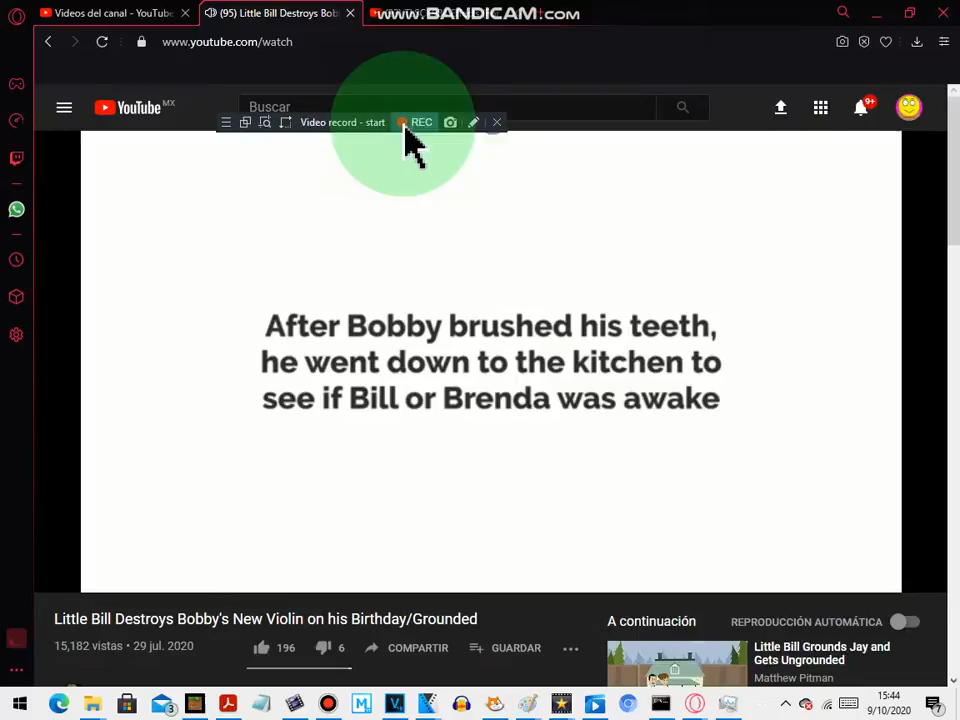 Videos del canal - YouTube
(95) Little Bill Destroys Bob
www.BANDICAM.com
www.youtube.com/watch
YouTube MX
Buscar
9+
Video record - start
REC
After Bobby brushed his teeth,
he went down to the kitchen to
see if Bill or Brenda was awake
Little Bill Destroys Bobby's New Violin on his Birthday/Grounded
15,182 vistas • 29 jul. 2020
196
6
COMPARTIR
GUARDAR
A continuación
REPRODUCCIÓN AUTOMÁTICA
Little Bill Grounds Jay and
Gets Ungrounded
Matthew Pitman
3
15:44
9/10/2020
7